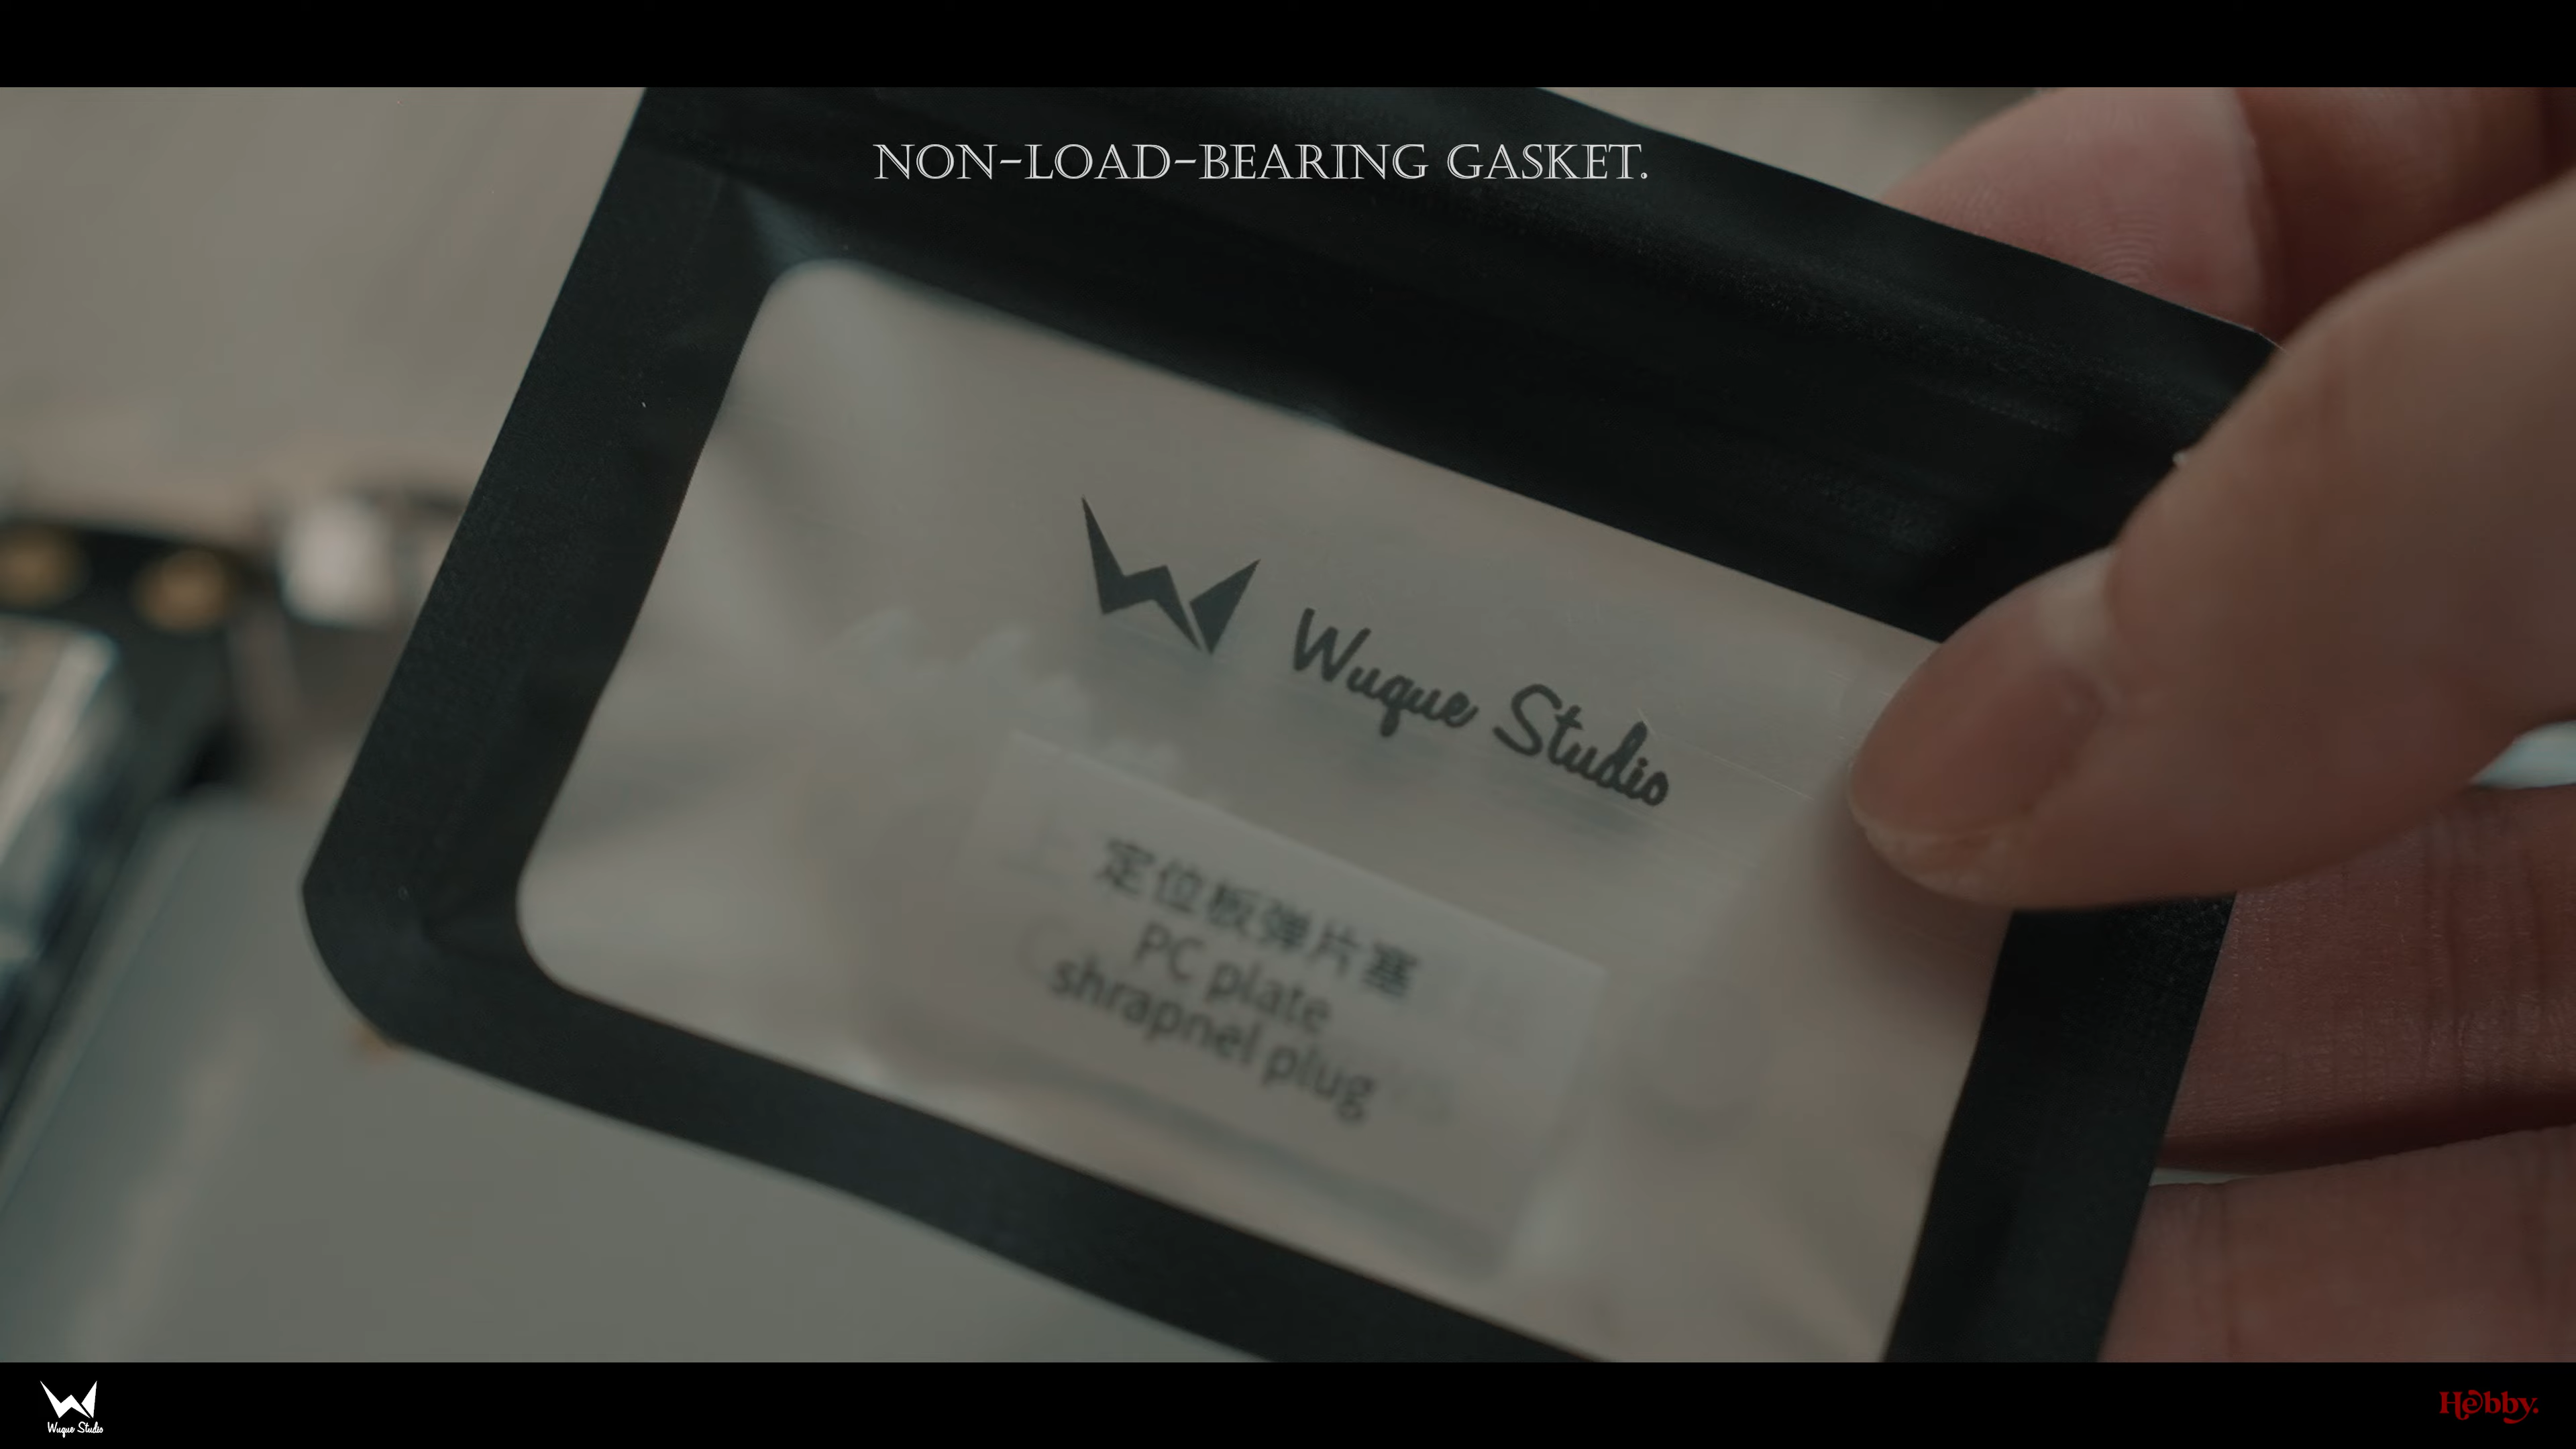 NON-LOAD-BEARING GASKET.
Wuque Studio
定位板弹片塞
PC plate
shrapnel plug
Wuque Studio
Hobby.